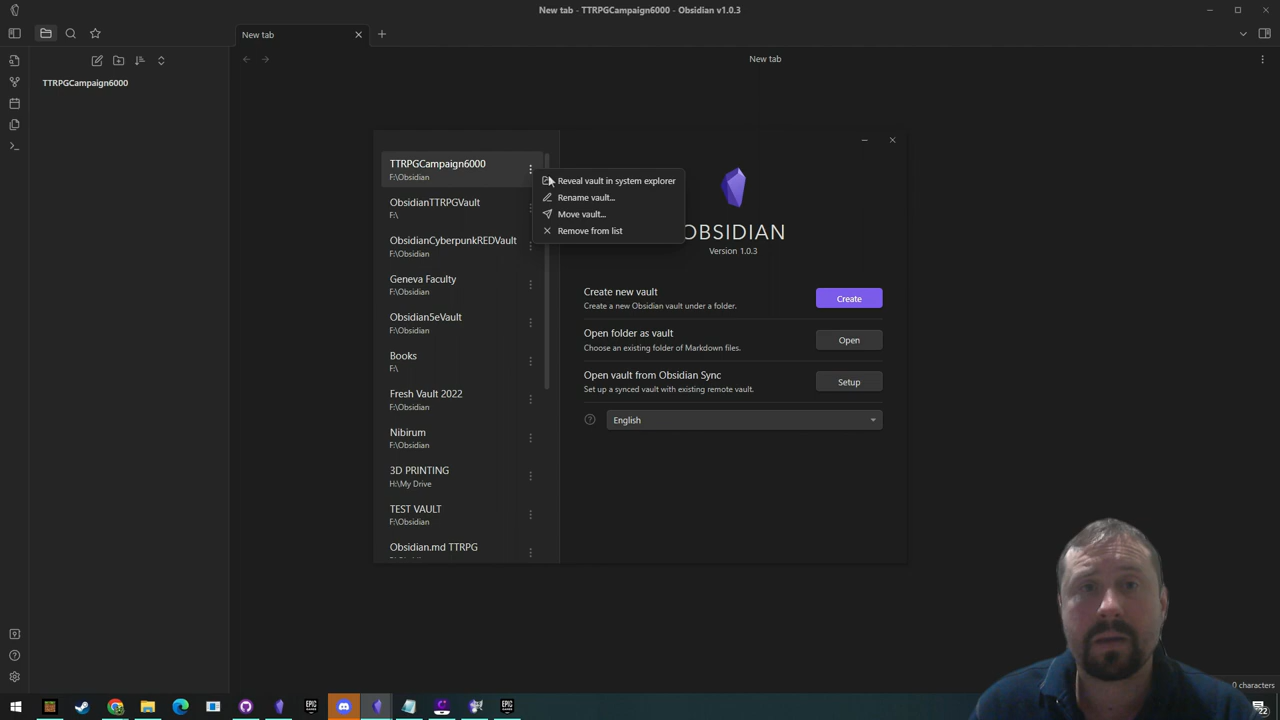 New tab - TTRPGCampaign6000 - Obsidian v1.0.3
New tab
New tab
TTRPGCampaign6000
TTRPGCampaign6000
F:\Obsidian
ObsidianTTRPGVault
F:\
ObsidianCyberpunkREDVault
F:\Obsidian
Geneva Faculty
F:\Obsidian
Obsidian5eVault
F:\Obsidian
Books
F:\
Fresh Vault 2022
F:\Obsidian
Nibirum
F:\Obsidian
3D PRINTING
H:\My Drive
TEST VAULT
F:\Obsidian
Obsidian.md TTRPG
Reveal vault in system explorer
Rename vault...
Move vault...
Remove from list
OBSIDIAN
Version 1.0.3
Create new vault
Create a new Obsidian vault under a folder.
Create
Open folder as vault
Choose an existing folder of Markdown files.
Open
Open vault from Obsidian Sync
Set up a synced vault with existing remote vault.
Setup
English
0 characters
EPIC
EPIC
22